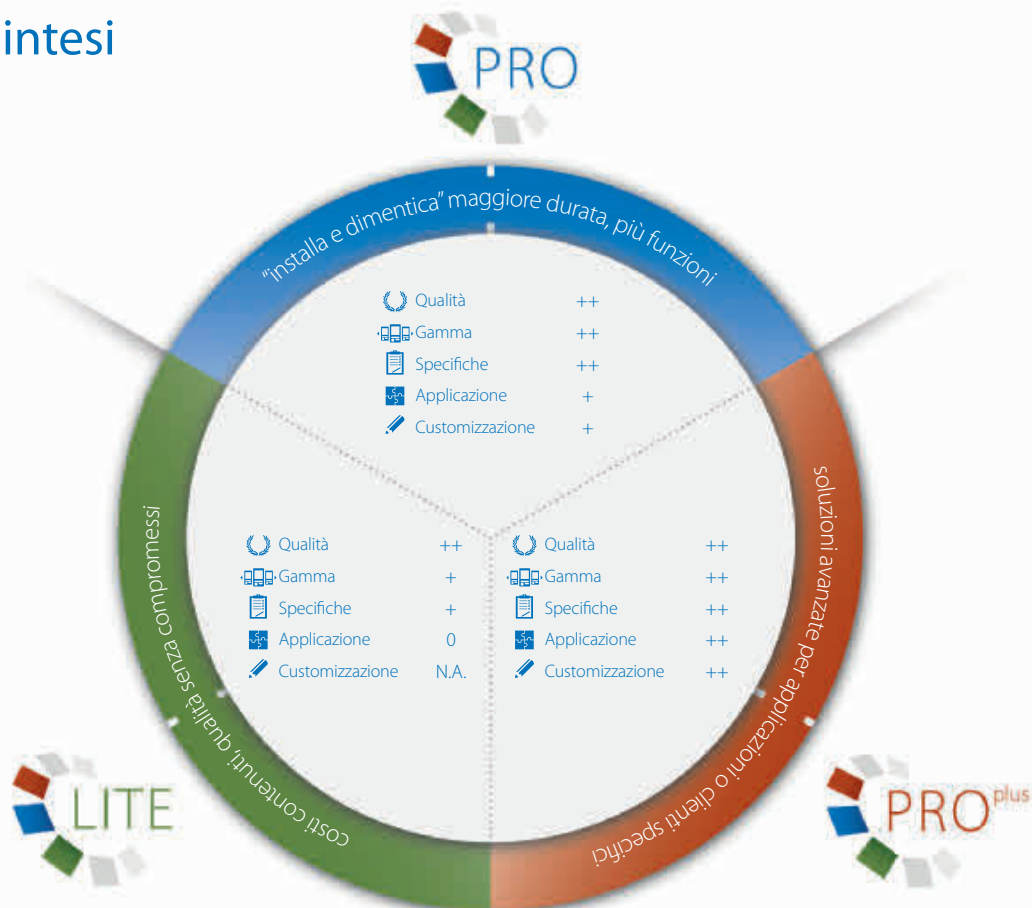 intesi
PRO
"installa e dimentica" maggiore durata, più funzioni
Qualità ++
Gamma ++
Specifiche ++
Applicazione +
Customizzazione +
costi contenuti, qualità senza compromessi
Qualità ++
Gamma +
Specifiche +
Applicazione 0
Customizzazione N.A.
Qualità ++
Gamma ++
Specifiche ++
Applicazione ++
Customizzazione ++
soluzioni avanzate per applicazioni o clienti specifici
LITE
PRO plus